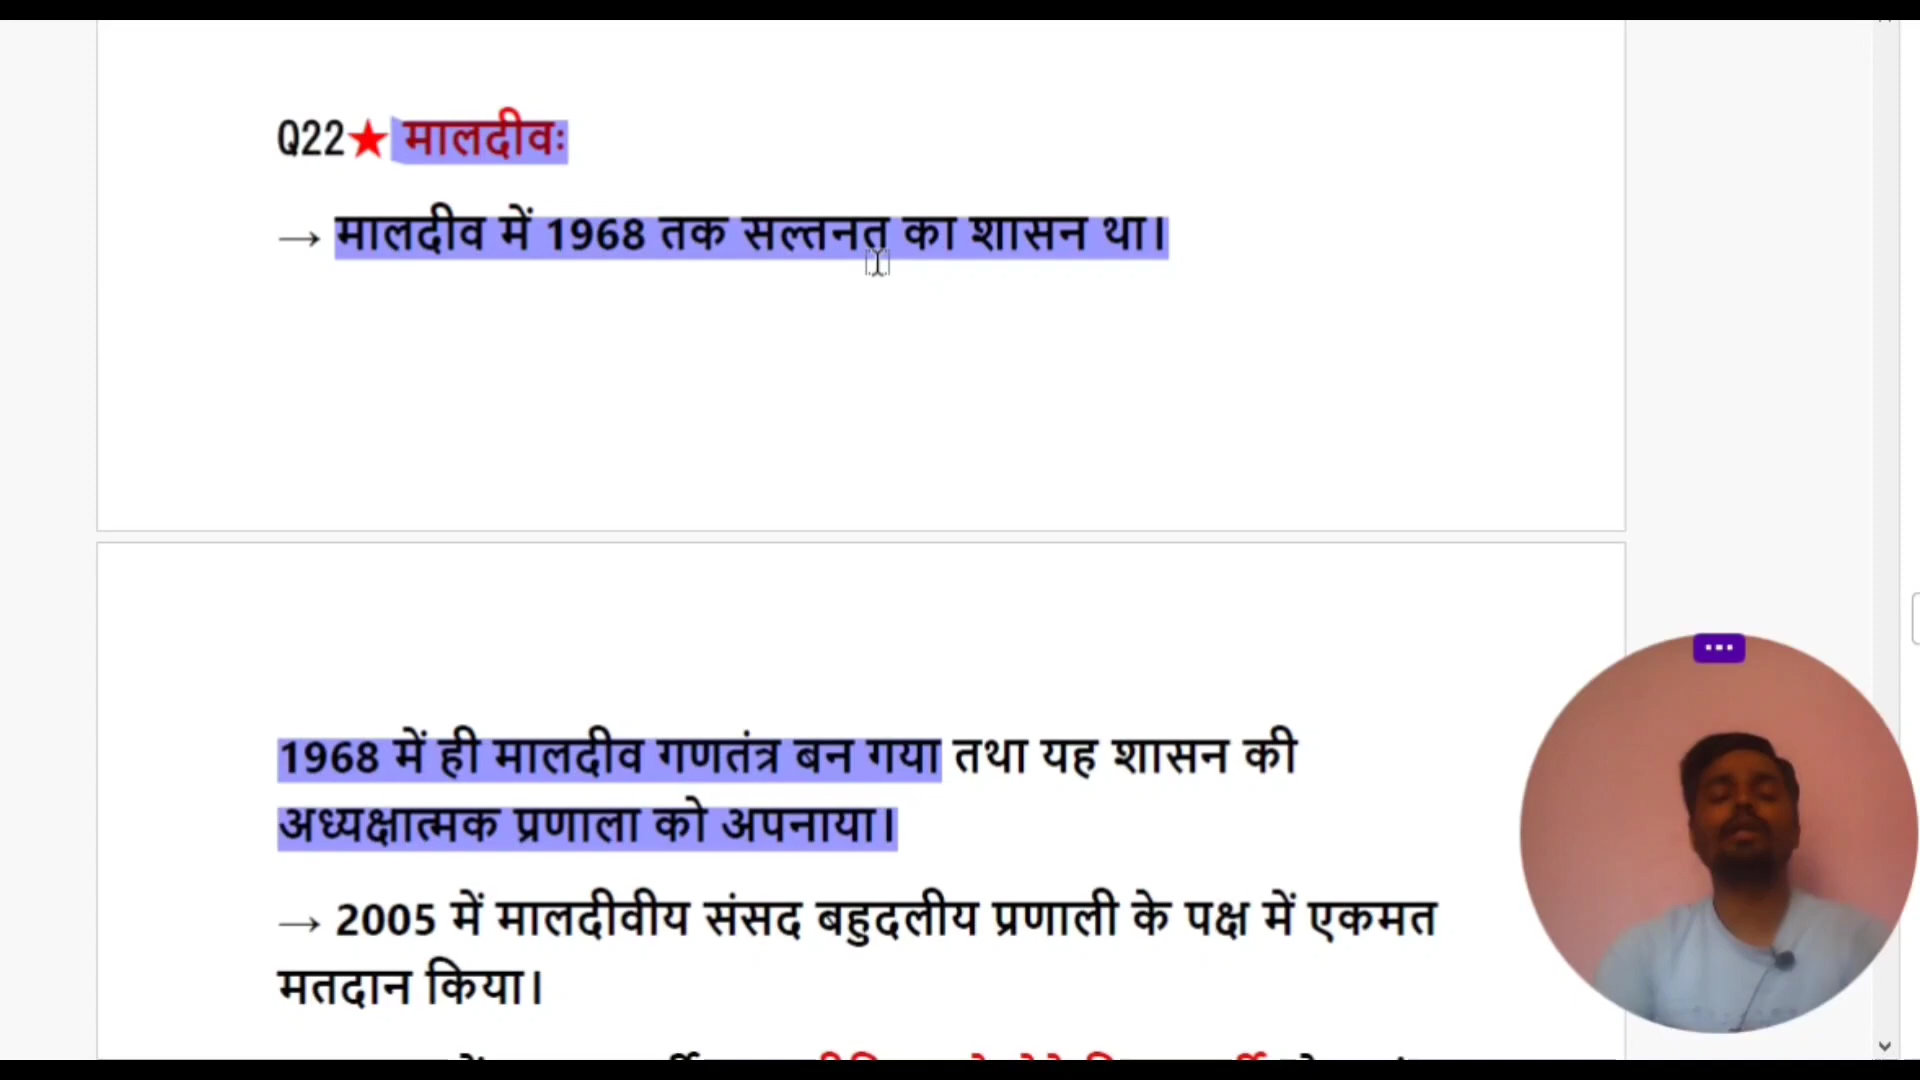 Q22★ मालदीवः
→ मालदीव में 1968 तक सल्तनत का शासन था।
1968 में ही मालदीव गणतंत्र बन गया तथा यह शासन की
अध्यक्षात्मक प्रणाला को अपनाया।
→ 2005 में मालदीवीय संसद बहुदलीय प्रणाली के पक्ष में एकमत
मतदान किया।